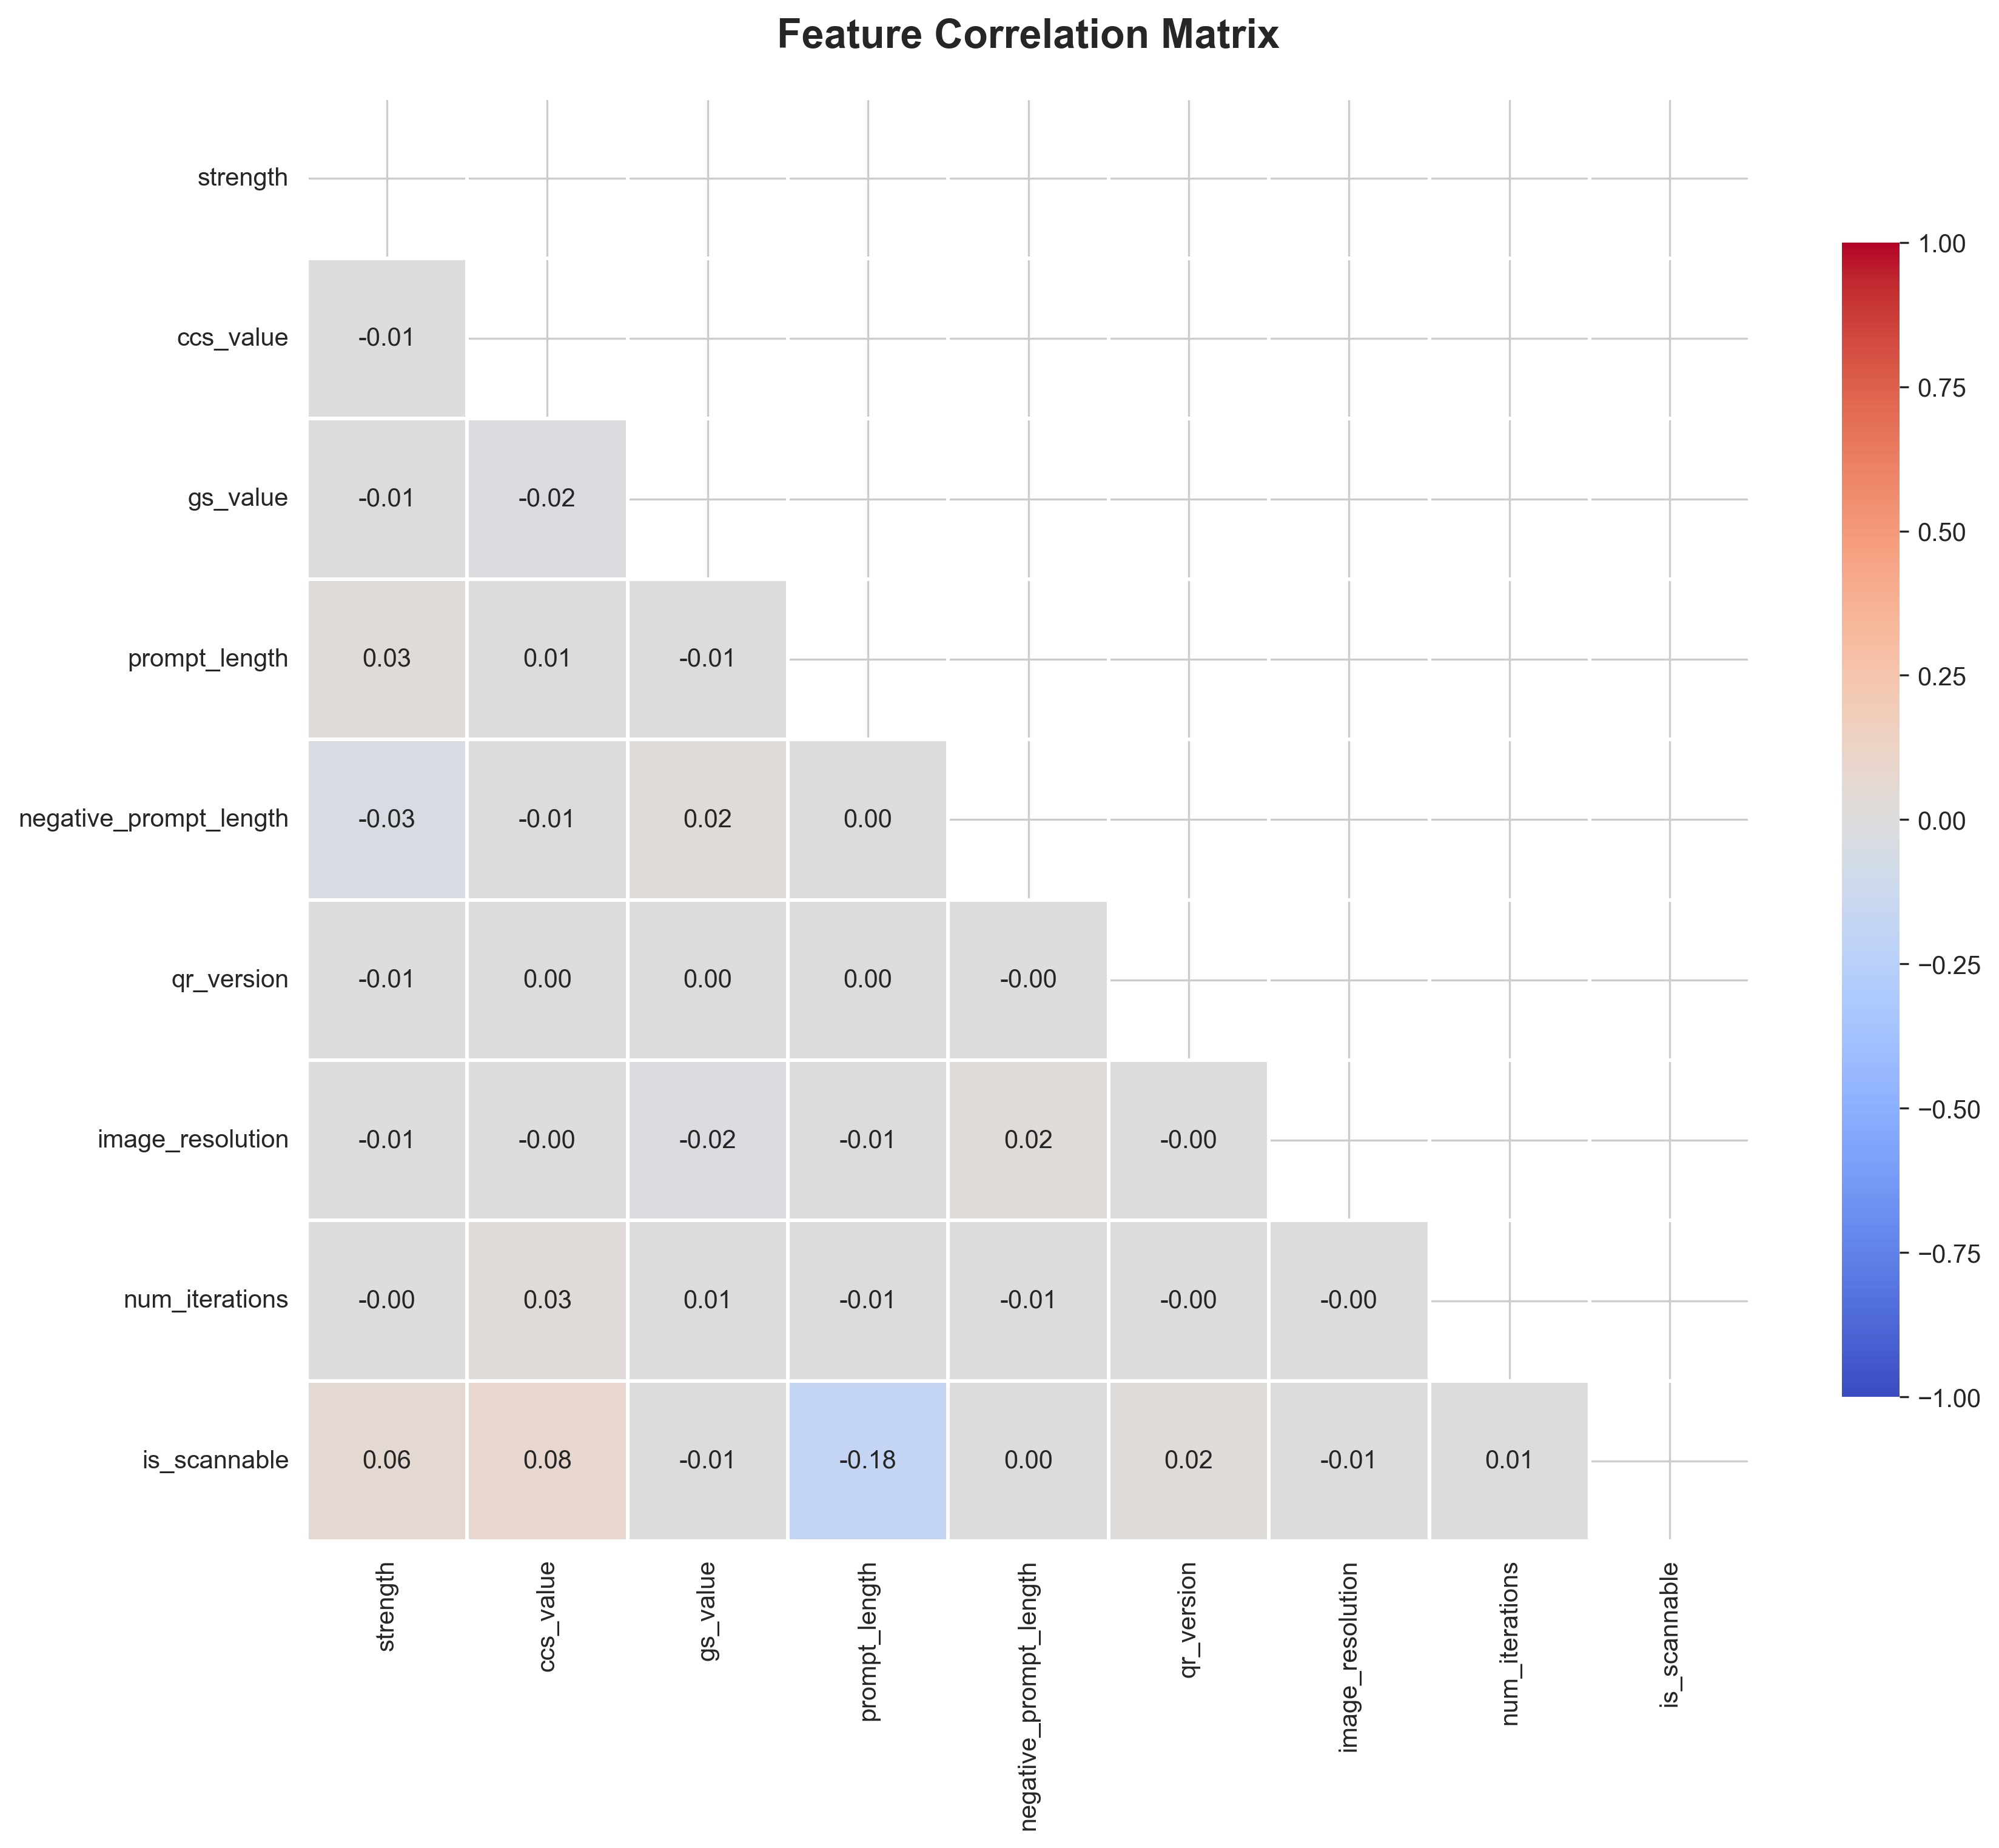 Feature Correlation Matrix
strength
ccs_value -0.01
gs_value -0.01 -0.02
prompt_length 0.03 0.01 -0.01
negative_prompt_length -0.03 -0.01 0.02 0.00
qr_version -0.01 0.00 0.00 0.00 -0.00
image_resolution -0.01 -0.00 -0.02 -0.01 0.02 -0.00
num_iterations -0.00 0.03 0.01 -0.01 -0.01 -0.00 -0.00
is_scannable 0.06 0.08 -0.01 -0.18 0.00 0.02 -0.01 0.01
strength
ccs_value
gs_value
prompt_length
negative_prompt_length
qr_version
image_resolution
num_iterations
is_scannable
1.00
0.75
0.50
0.25
0.00
−0.25
−0.50
−0.75
−1.00